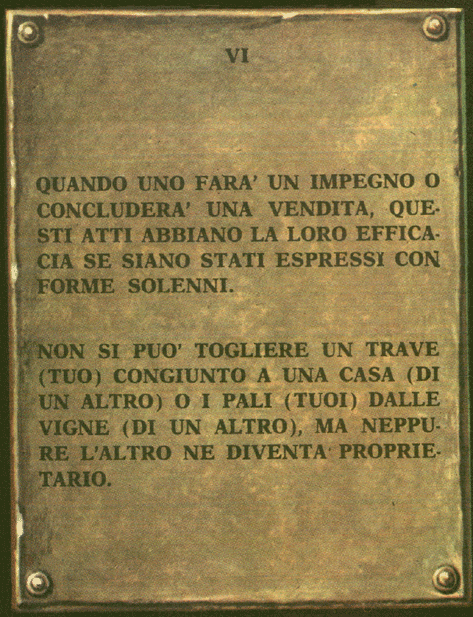 VI
QUANDO UNO FARA' UN IMPEGNO O
CONCLUDERA' UNA VENDITA, QUE-
STI ATTI ABBIANO LA LORO EFFICA-
CIA SE SIANO STATI ESPRESSI CON
FORME SOLENNI.
NON SI PUO' TOGLIERE UN TRAVE
(TUO) CONGIUNTO A UNA CASA (DI
UN ALTRO) O I PALI (TUOI) DALLE
VIGNE (DI UN ALTRO), MA NEPPU-
RE L'ALTRO NE DIVENTA PROPRIE-
TARIO.